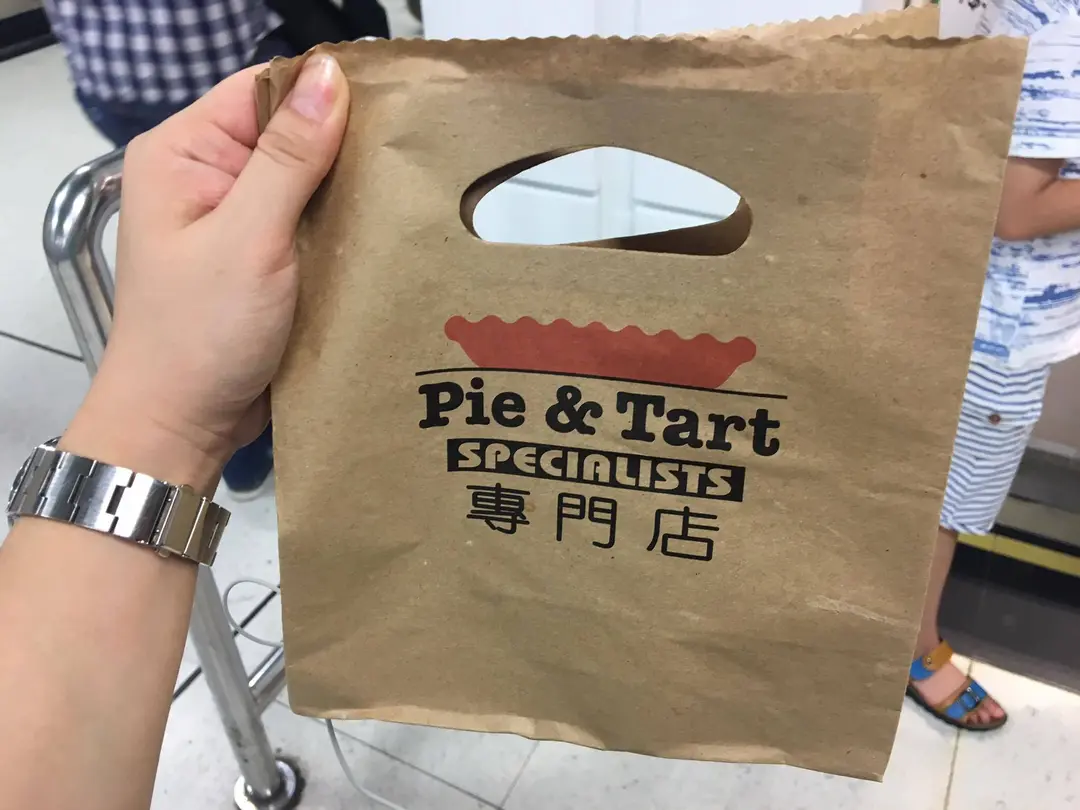 Pie & Tart
SPECIALISTS
專門店